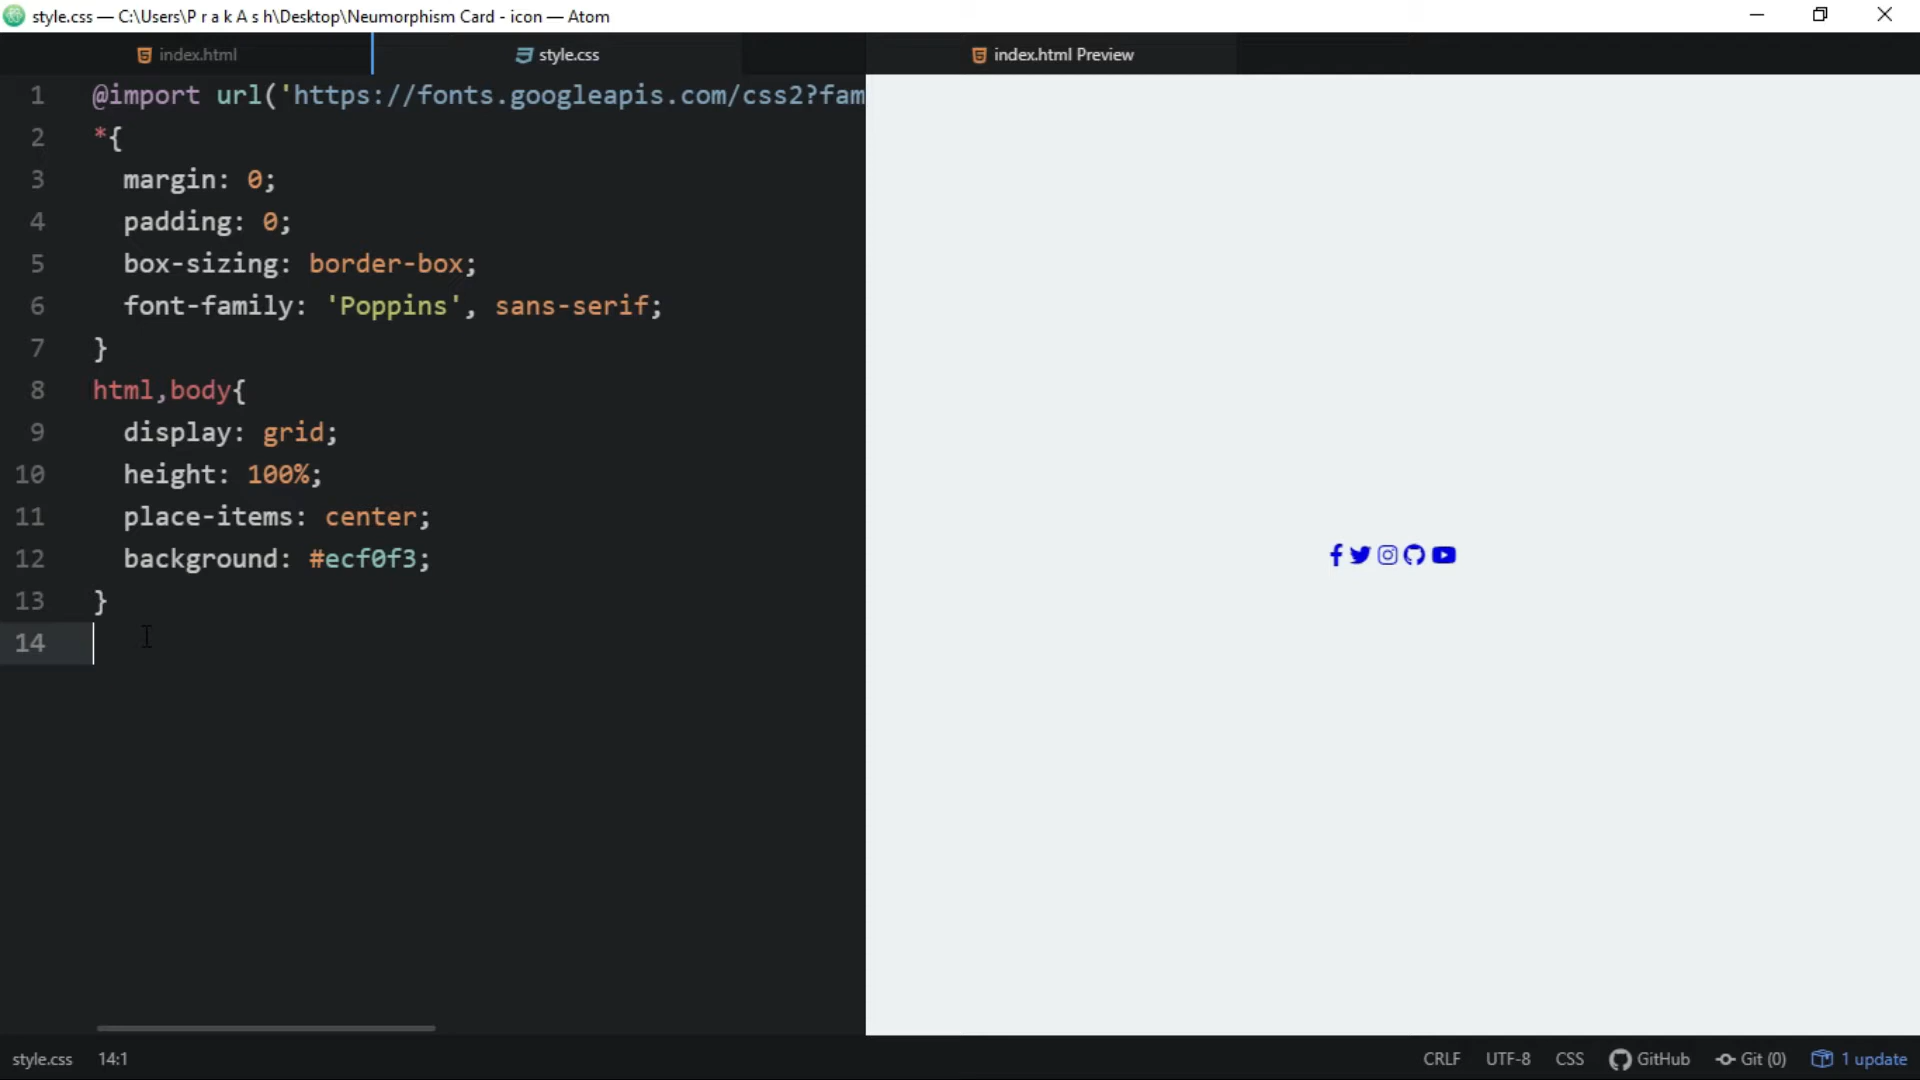 style.css — C:\Users\P r a k A s h\Desktop\Neumorphism Card - icon — Atom
index.html
style.css
index.html Preview
1 @import url('https://fonts.googleapis.com/css2?fam
2 *{
3 margin: 0;
4 padding: 0;
5 box-sizing: border-box;
6 font-family: 'Poppins', sans-serif;
7 }
8 html,body{
9 display: grid;
10 height: 100%;
11 place-items: center;
12 background: #ecf0f3;
13 }
14
style.css 14:1 CRLF UTF-8 CSS GitHub Git (0) 1 update